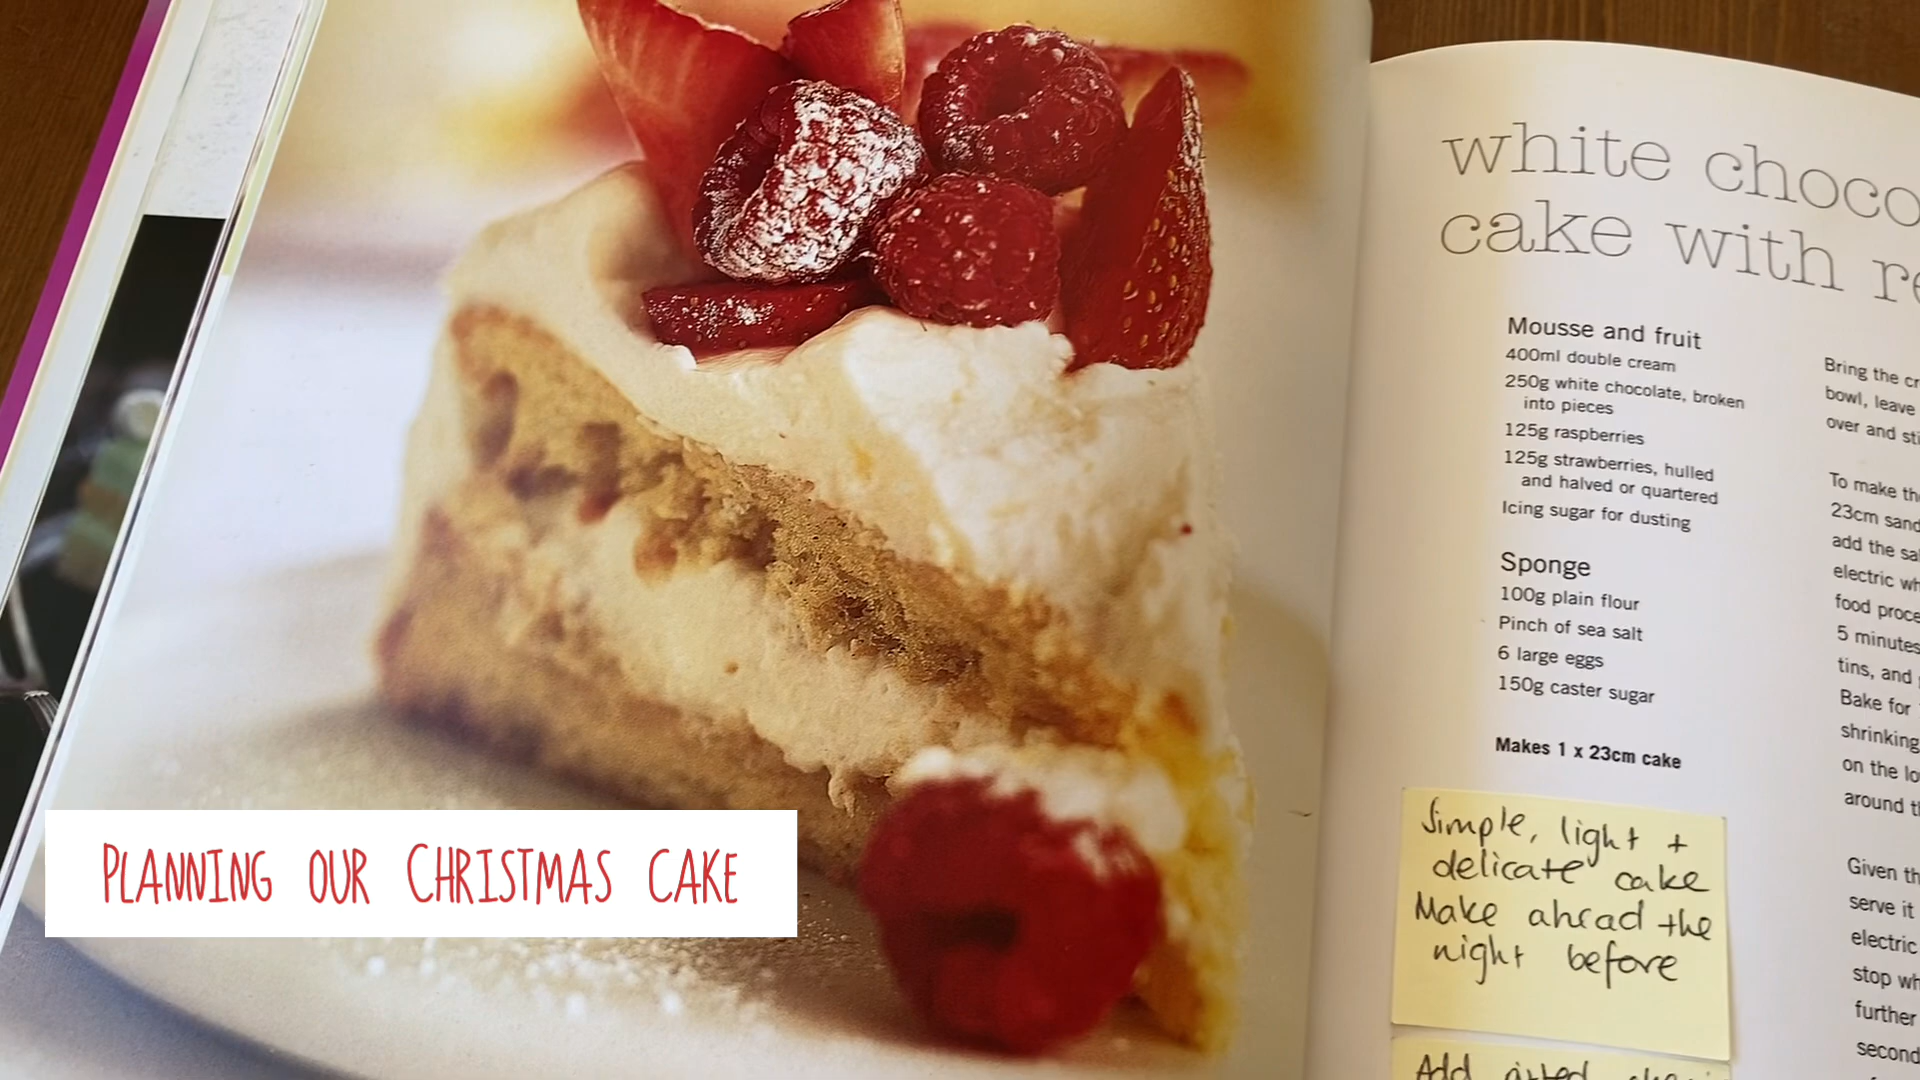 white choco
cake with re
Mousse and fruit
400ml double cream
250g white chocolate, broken
into pieces
125g raspberries
125g strawberries, hulled
and halved or quartered
Icing sugar for dusting
Sponge
100g plain flour
Pinch of sea salt
6 large eggs
150g caster sugar
Makes 1 x 23cm cake
Bring the cr
bowl, leave
over and sti
To make the
23cm sand
add the sal
electric wh
food proce
5 minutes
tins, and
Bake for
shrinking
on the lo
around th
Given th
serve it
electric
stop wh
further
second
Simple, light +
delicate cake
Make ahead the
night before
Add
PLANNING OUR CHRISTMAS CAKE